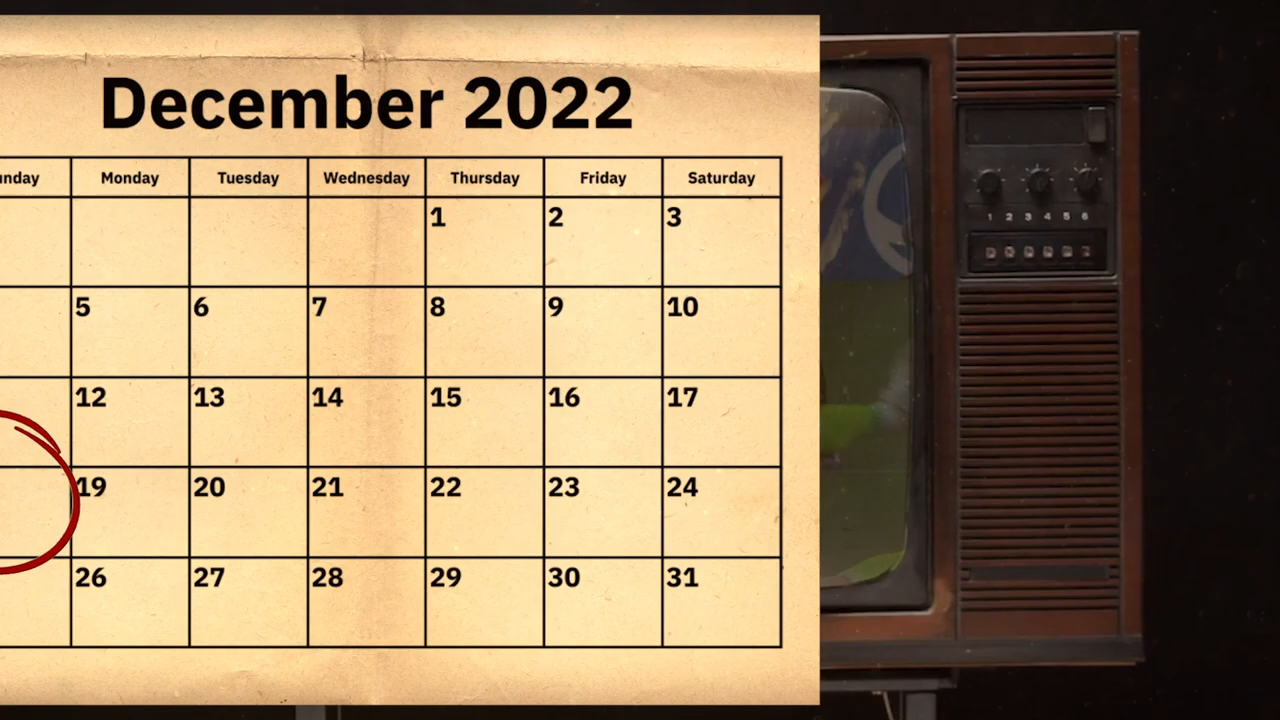 December 2022
unday Monday Tuesday Wednesday Thursday Friday Saturday
1 2 3
5 6 7 8 9 10
12 13 14 15 16 17
19 20 21 22 23 24
26 27 28 29 30 31
1 2 3 4 5 6